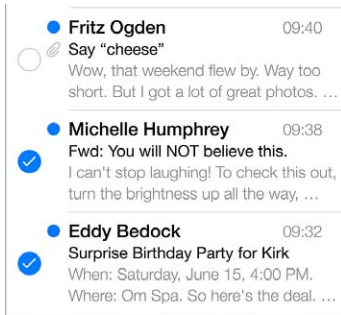 Fritz Ogden 09:40
Say “cheese”
Wow, that weekend flew by. Way too
short. But I got a lot of great photos. ...
Michelle Humphrey 09:38
Fwd: You will NOT believe this.
I can't stop laughing! To check this out,
turn the brightness up all the way, ...
Eddy Bedock 09:32
Surprise Birthday Party for Kirk
When: Saturday, June 15, 4:00 PM.
Where: Om Spa. So here's the deal. ...